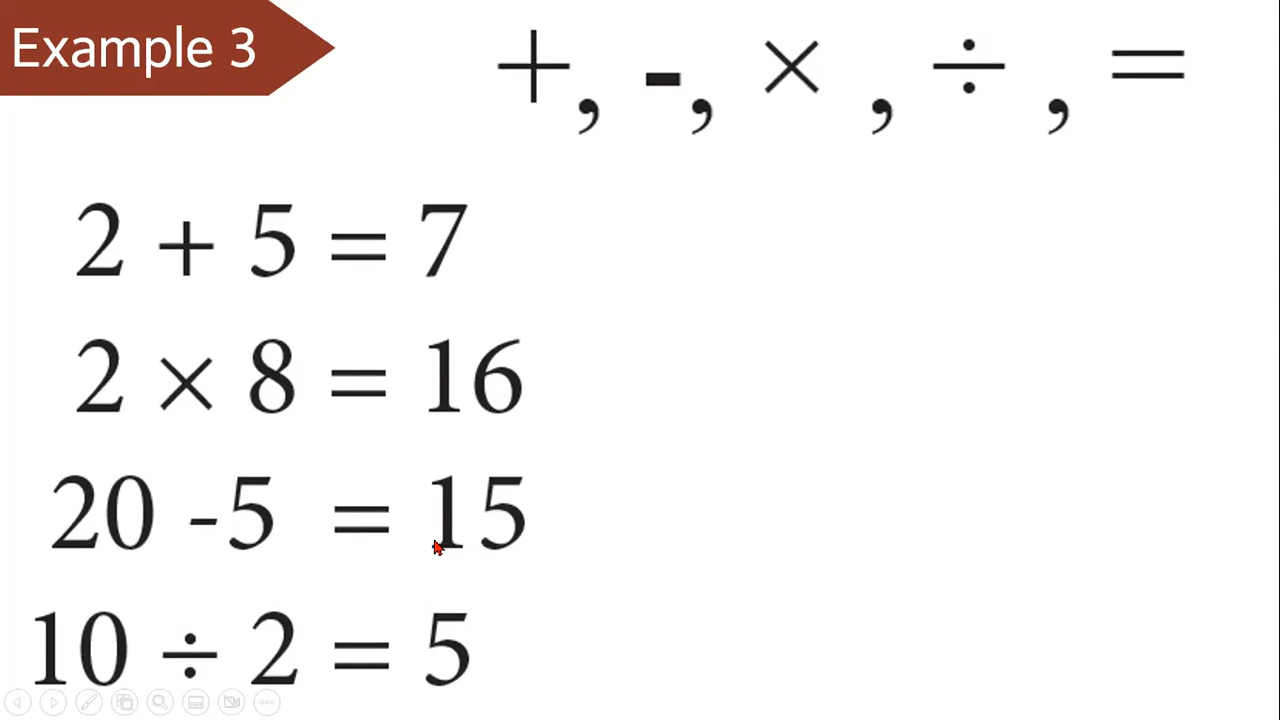 Example 3
+, -, × , ÷ , =
2 + 5 = 7
2 × 8 = 16
20 -5 = 15
10 ÷ 2 = 5